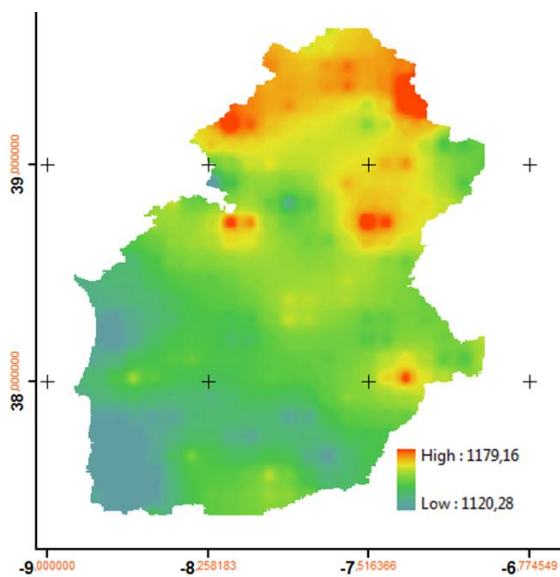 39,000000
38,000000
High : 1179,16
Low : 1120,28
-9,000000 -8,258183 -7,516366 -6,774549